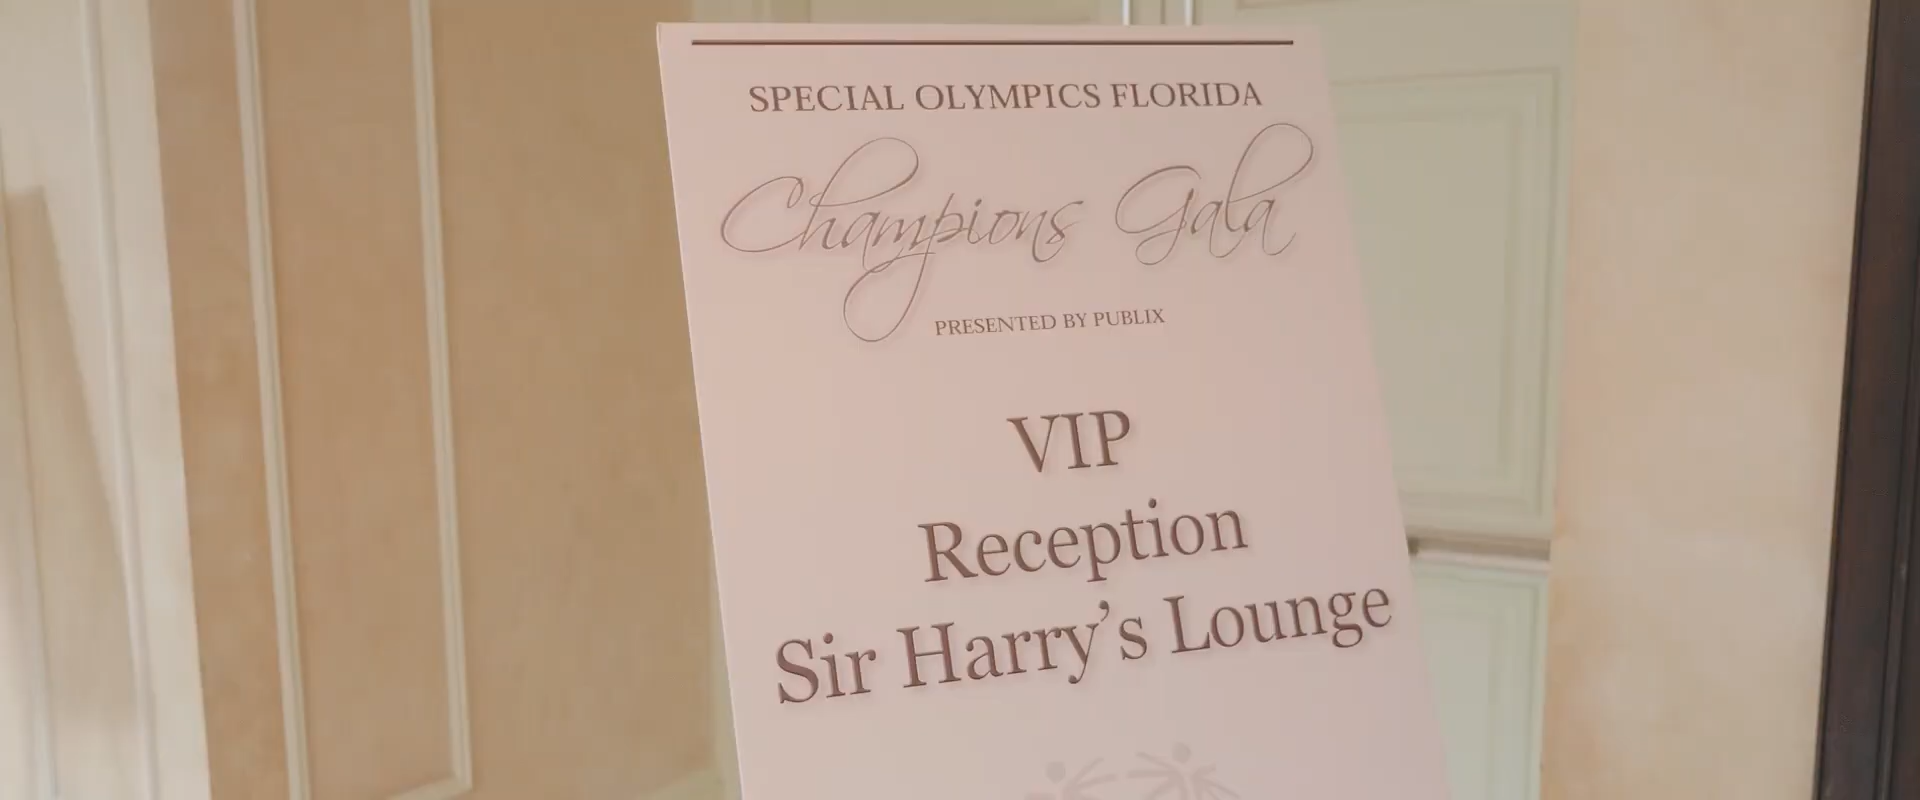 SPECIAL OLYMPICS FLORIDA
Champions Gala
PRESENTED BY PUBLIX
VIP
Reception
Sir Harry’s Lounge